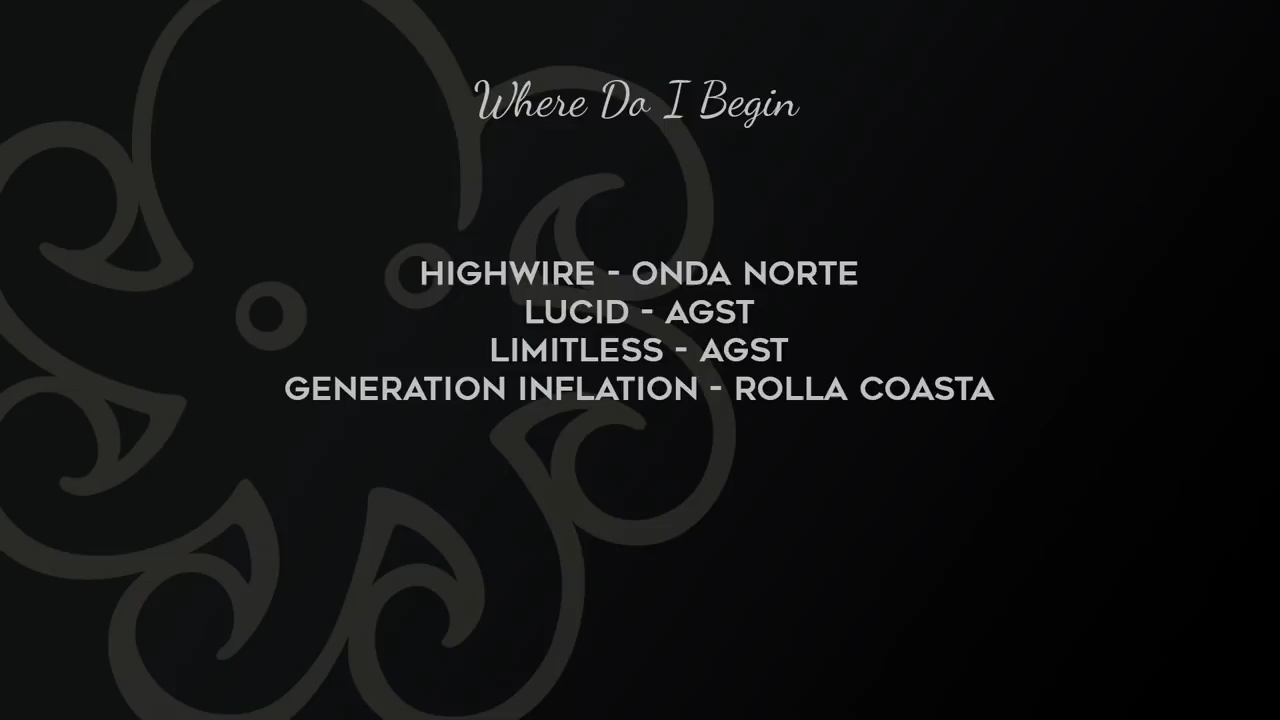 Where Do I Begin
HIGHWIRE - ONDA NORTE
LUCID - AGST
LIMITLESS - AGST
GENERATION INFLATION - ROLLA COASTA